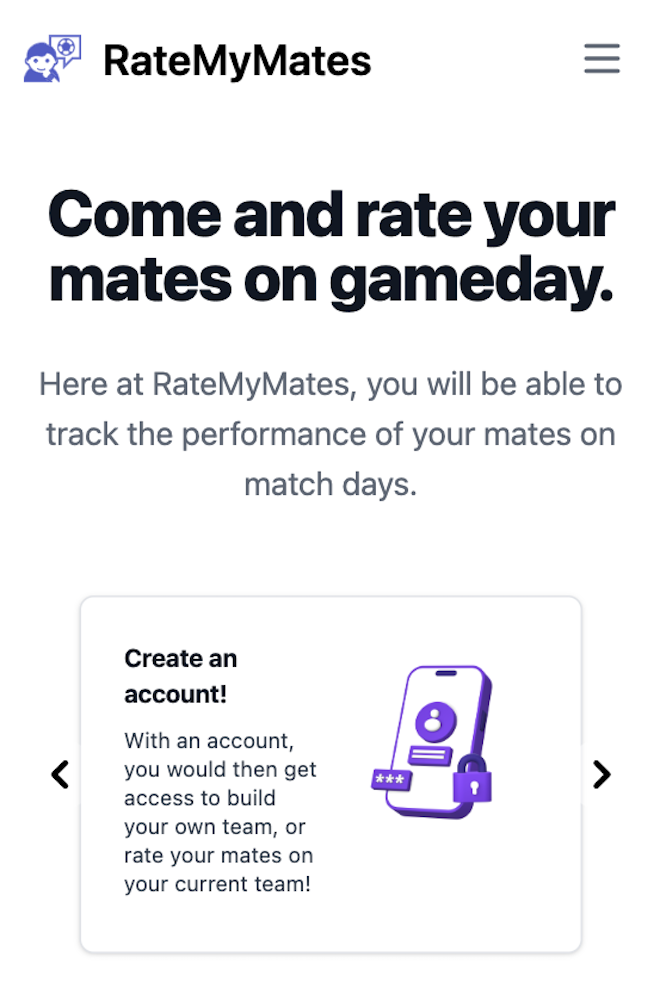 RateMyMates
Come and rate your
mates on gameday.
Here at RateMyMates, you will be able to
track the performance of your mates on
match days.
Create an
account!
With an account,
you would then get
access to build
your own team, or
rate your mates on
your current team!
***